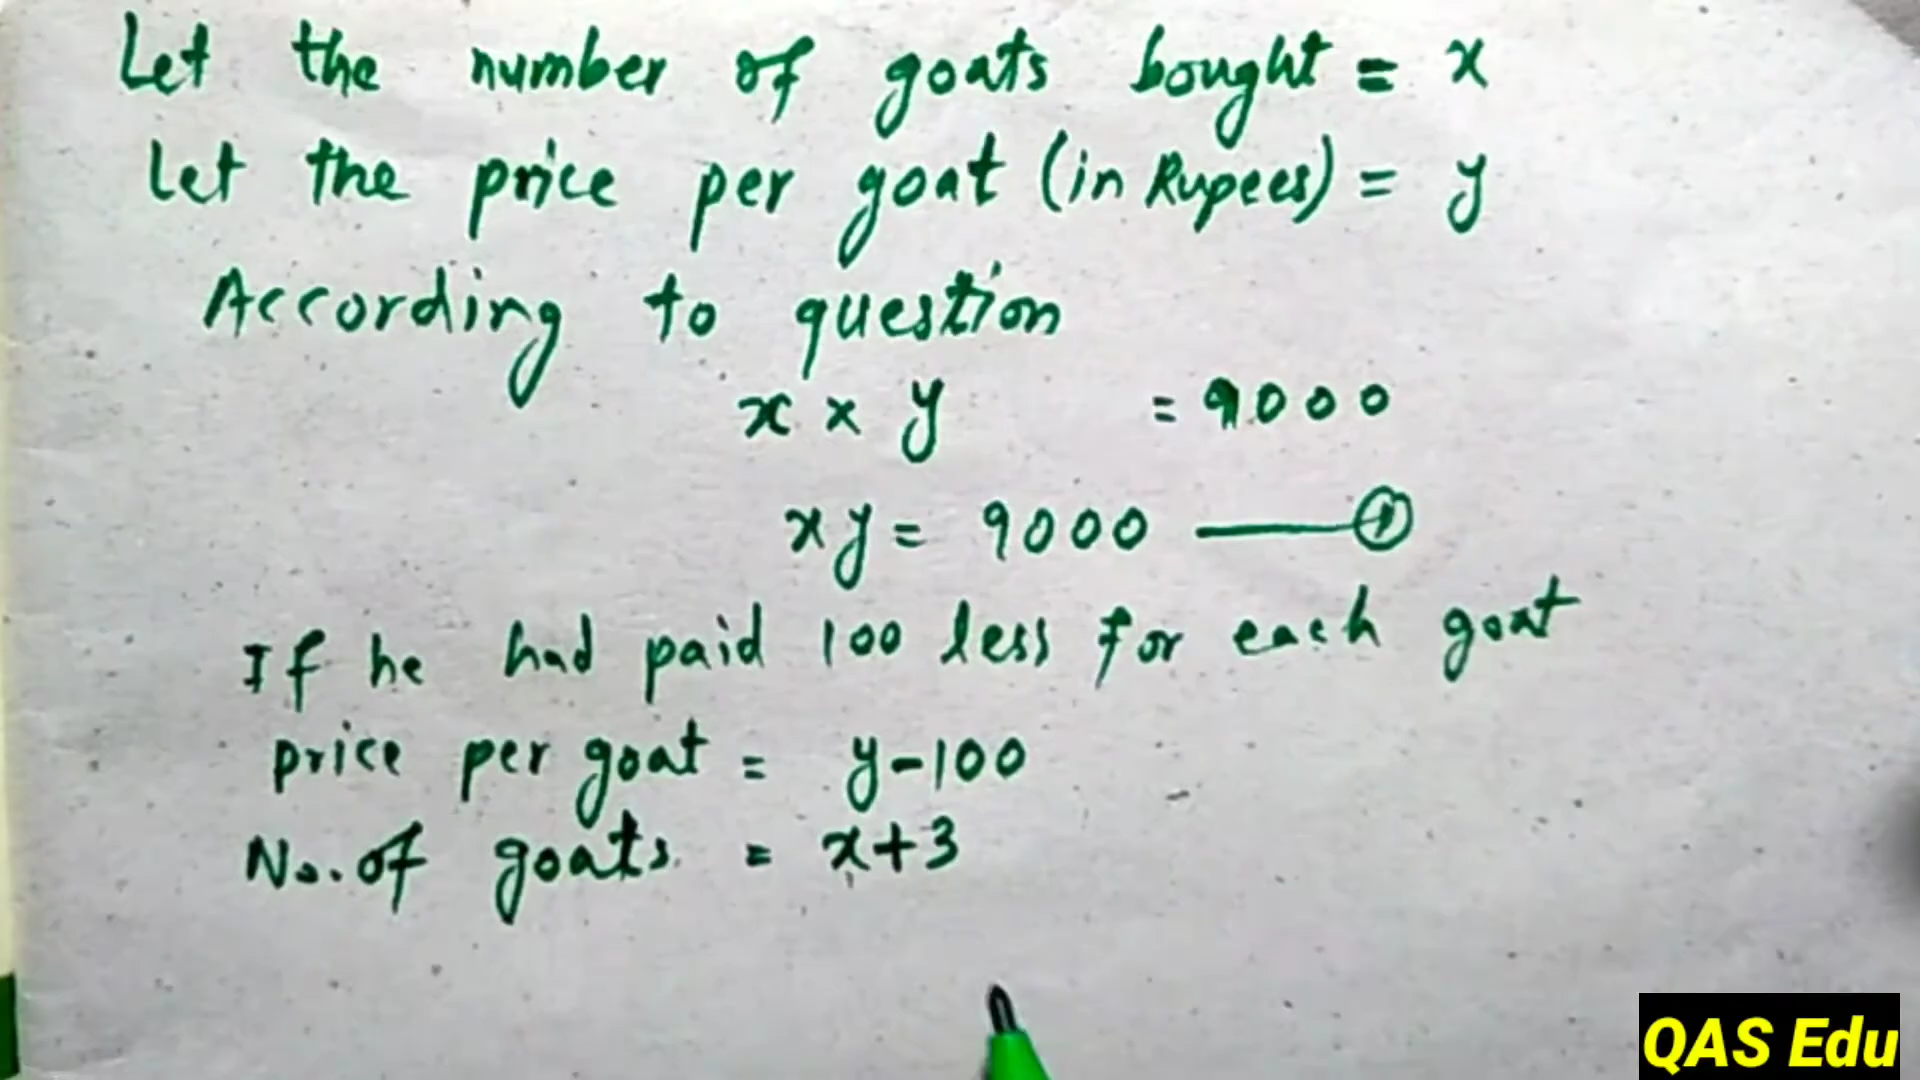 Let the number of goats bought = x
Let the price per goat (in Rupees) = y
According to question
x × y = 9000
xy = 9000 —— ①
If he had paid 100 less for each goat
price per goat = y-100
No. of goats = x+3
QAS Edu